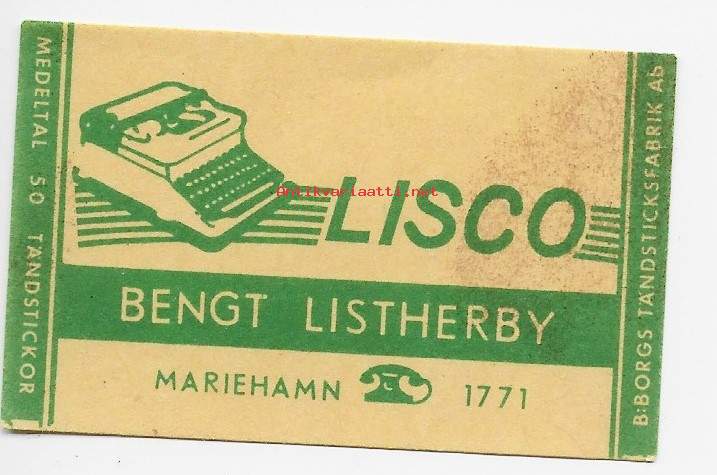 MEDELTAL 50 TÄNDSTICKOR
Antikvariaatti.net
LISCO
BENGT LISTHERBY
MARIEHAMN 1771
B:BORGS TÄNDSTICKSFABRIK Ab